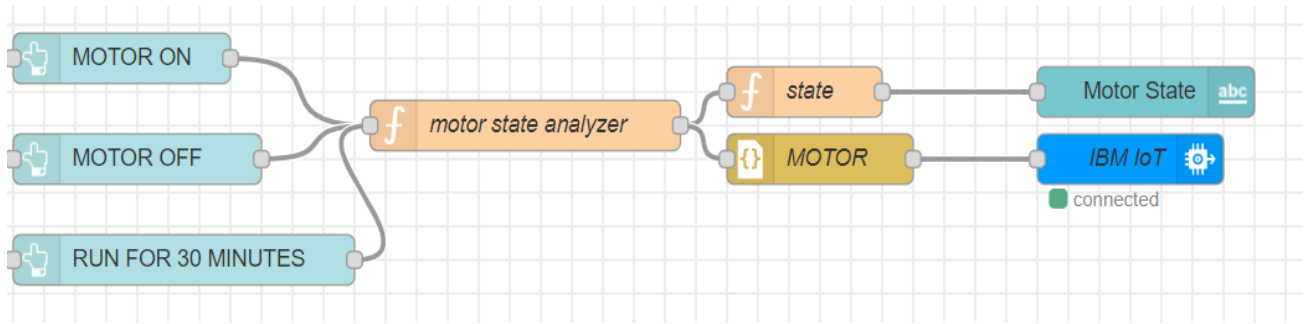 MOTOR ON
MOTOR OFF
RUN FOR 30 MINUTES
f motor state analyzer
f state
{} MOTOR
Motor State abc
IBM IoT
connected